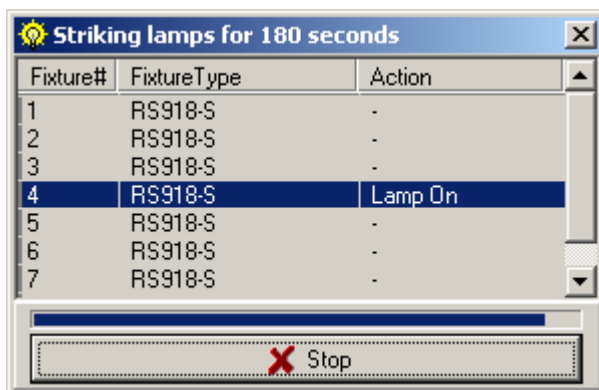 Striking lamps for 180 seconds
Fixture# FixtureType Action
1 RS918-S -
2 RS918-S -
3 RS918-S -
4 RS918-S Lamp On
5 RS918-S -
6 RS918-S -
7 RS918-S -
Stop